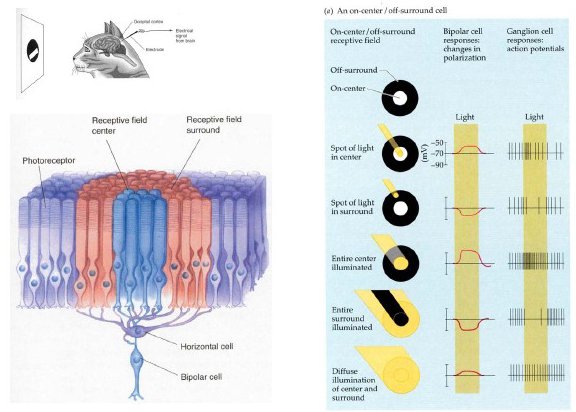 Occipital cortex
Electrical
signal
from brain
Electrode
Receptive field
center
Receptive field
surround
Photoreceptor
Horizontal cell
Bipolar cell
(a) An on-center / off-surround cell
On-center/off-surround
receptive field
Bipolar cell
responses:
changes in
polarization
Ganglion cell
responses:
action potentials
Off-surround
On-center
Light
Light
Spot of light
in center
–50
–70
–90
(mV)
Spot of light
in surround
Entire center
illuminated
Entire
surround
illuminated
Diffuse
illumination
of center and
surround